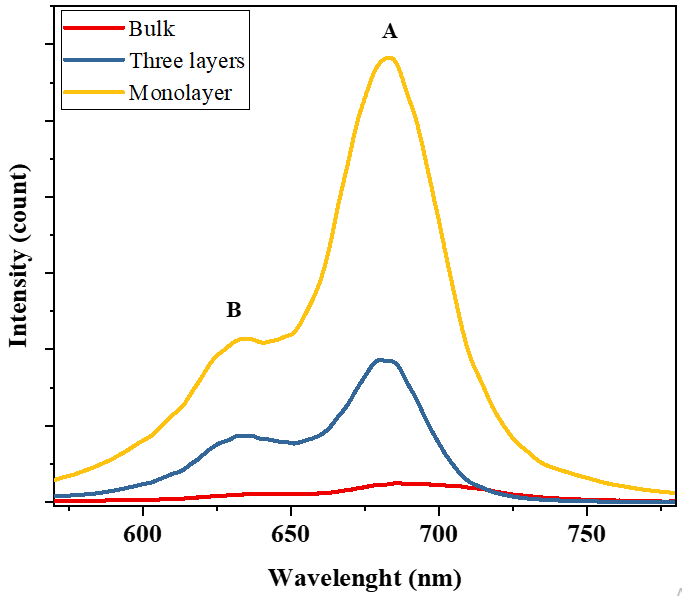 Bulk
Three layers
Monolayer
A
B
Intensity (count)
600
650
700
750
Wavelenght (nm)